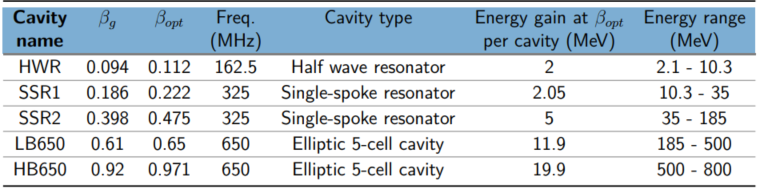 Cavity name β_g β_opt Freq. (MHz) Cavity type Energy gain at β_opt per cavity (MeV) Energy range (MeV)
HWR 0.094 0.112 162.5 Half wave resonator 2 2.1 - 10.3
SSR1 0.186 0.222 325 Single-spoke resonator 2.05 10.3 - 35
SSR2 0.398 0.475 325 Single-spoke resonator 5 35 - 185
LB650 0.61 0.65 650 Elliptic 5-cell cavity 11.9 185 - 500
HB650 0.92 0.971 650 Elliptic 5-cell cavity 19.9 500 - 800